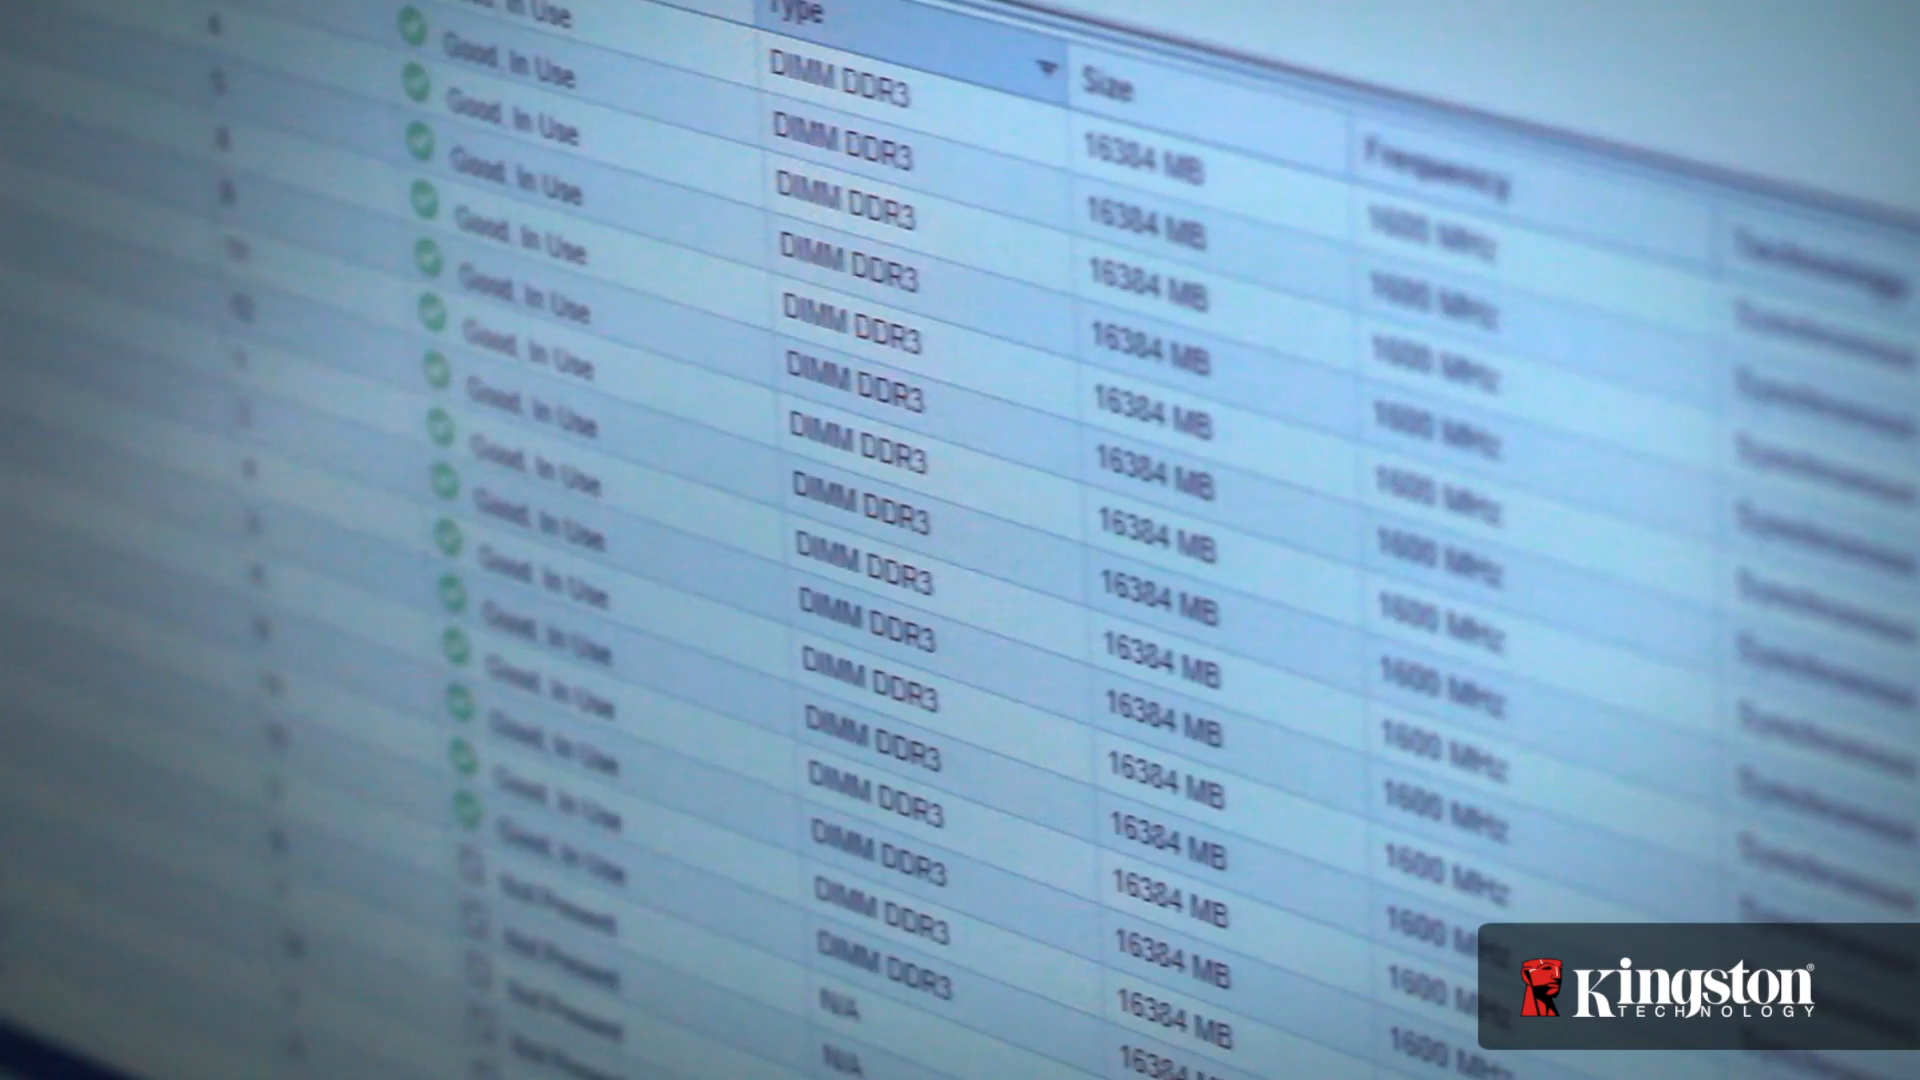 Type Size Frequency
In Use DIMM DDR3 16384 MB 1600 MHz
Good, In Use DIMM DDR3 16384 MB 1600 MHz
Good, In Use DIMM DDR3 16384 MB 1600 MHz
Good, In Use DIMM DDR3 16384 MB 1600 MHz
Good, In Use DIMM DDR3 16384 MB 1600 MHz
Good, In Use DIMM DDR3 16384 MB 1600 MHz
Good, In Use DIMM DDR3 16384 MB 1600 MHz
Good, In Use DIMM DDR3 16384 MB 1600 MHz
Good, In Use DIMM DDR3 16384 MB 1600 MHz
Good, In Use DIMM DDR3 16384 MB 1600 MHz
Good, In Use DIMM DDR3 16384 MB 1600 MHz
Good, In Use DIMM DDR3 16384 MB 1600
Good, In Use DIMM DDR3 16384 MB 1600
Good, In Use DIMM DDR3 16384 MB 1600 MHz
Good, In Use DIMM DDR3 16384 MB
Good, In Use DIMM DDR3 16384
Not Present N/A
Not Present N/A
Not Present
Not Present
Kingston
TECHNOLOGY